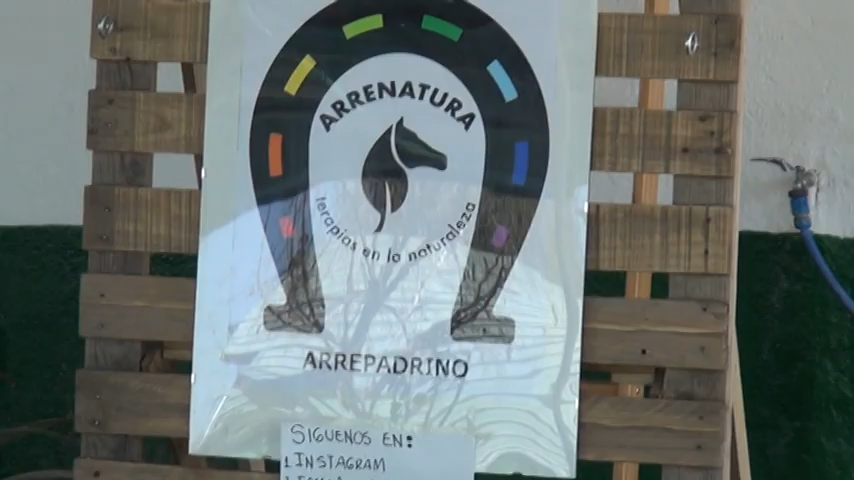 ARRENATURA
terapias en la naturaleza
ARREPADRINO
SIGUENOS EN:
1 INSTAGRAM